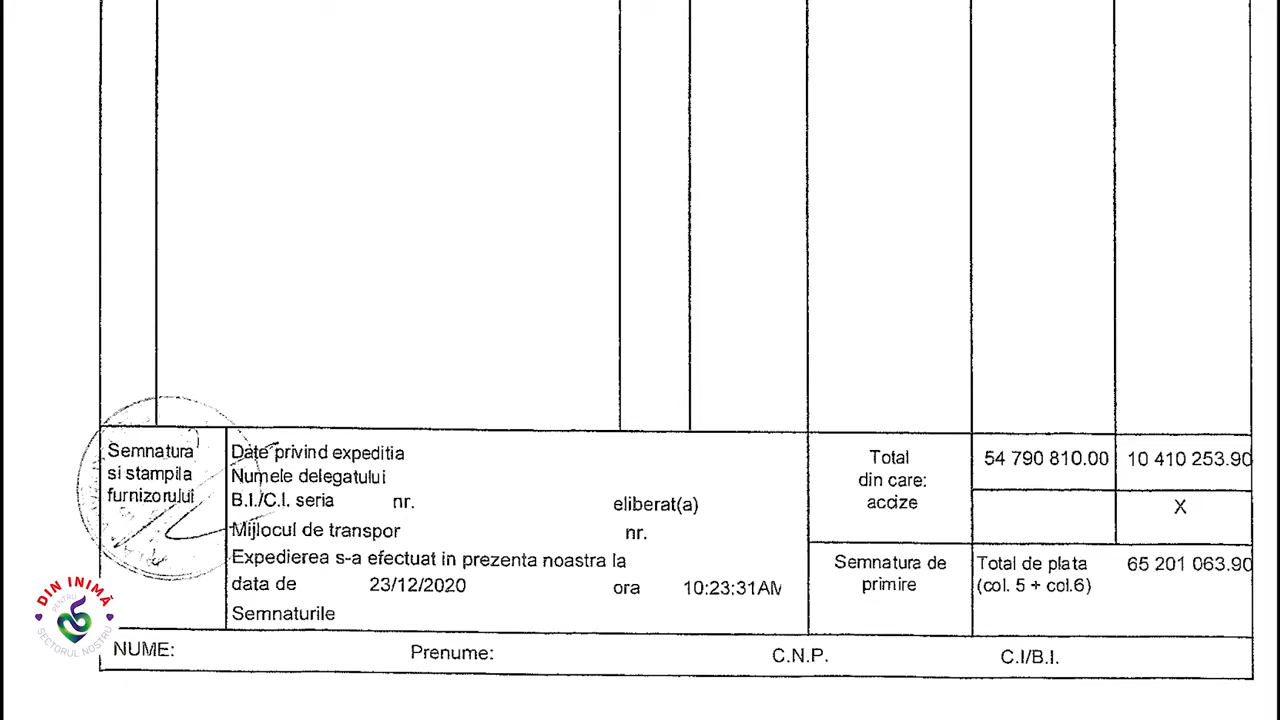 Semnatura
si stampila
furnizorului
Date privind expeditia
Numele delegatului
B.I./C.I. seria nr. eliberat(a)
Mijlocul de transpor nr.
Expedierea s-a efectuat in prezenta noastra la
data de 23/12/2020 ora 10:23:31AM
Semnaturile
Total
din care:
accize
54 790 810.00 10 410 253.90
X
Semnatura de
primire
Total de plata 65 201 063.90
(col. 5 + col.6)
NUME: Prenume: C.N.P. C.I/B.I.
DIN INIMĂ
PENTRU
SECTORUL NOSTRU